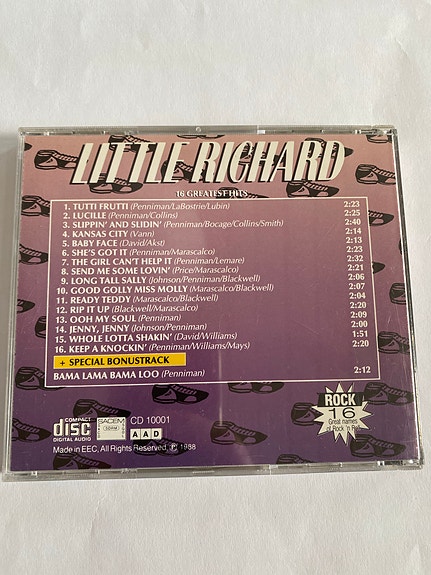 LITTLE RICHARD
16 GREATEST HITS
1. TUTTI FRUTTI (Penniman/LaBostrie/Lubin) 2:23
2. LUCILLE (Penniman/Collins) 2:25
3. SLIPPIN' AND SLIDIN' (Penniman/Bocage/Collins/Smith) 2:40
4. KANSAS CITY (Vann) 2:14
5. BABY FACE (David/Akst) 2:13
6. SHE'S GOT IT (Penniman/Marascalco) 2:23
7. THE GIRL CAN'T HELP IT (Penniman/Lemare) 2:32
8. SEND ME SOME LOVIN' (Price/Marascalco) 2:21
9. LONG TALL SALLY (Johnson/Penniman/Blackwell) 2:06
10. GOOD GOLLY MISS MOLLY (Marascalco/Blackwell) 2:07
11. READY TEDDY (Marascalco/Blackwell) 2:04
12. RIP IT UP (Blackwell/Marascalco) 2:20
13. OOH MY SOUL (Penniman) 2:09
14. JENNY, JENNY (Johnson/Penniman) 2:00
15. WHOLE LOTTA SHAKIN' (David/Williams) 1:51
16. KEEP A KNOCKIN' (Penniman/Williams/Mays) 2:20
+ SPECIAL BONUSTRACK
BAMA LAMA BAMA LOO (Penniman) 2:12
COMPACT
disc
DIGITAL AUDIO
SACEM
CD 10001
A A D
ROCK
16
Great names
of Rock 'n Roll
Made in EEC, All Rights Reserved, ℗ 1988